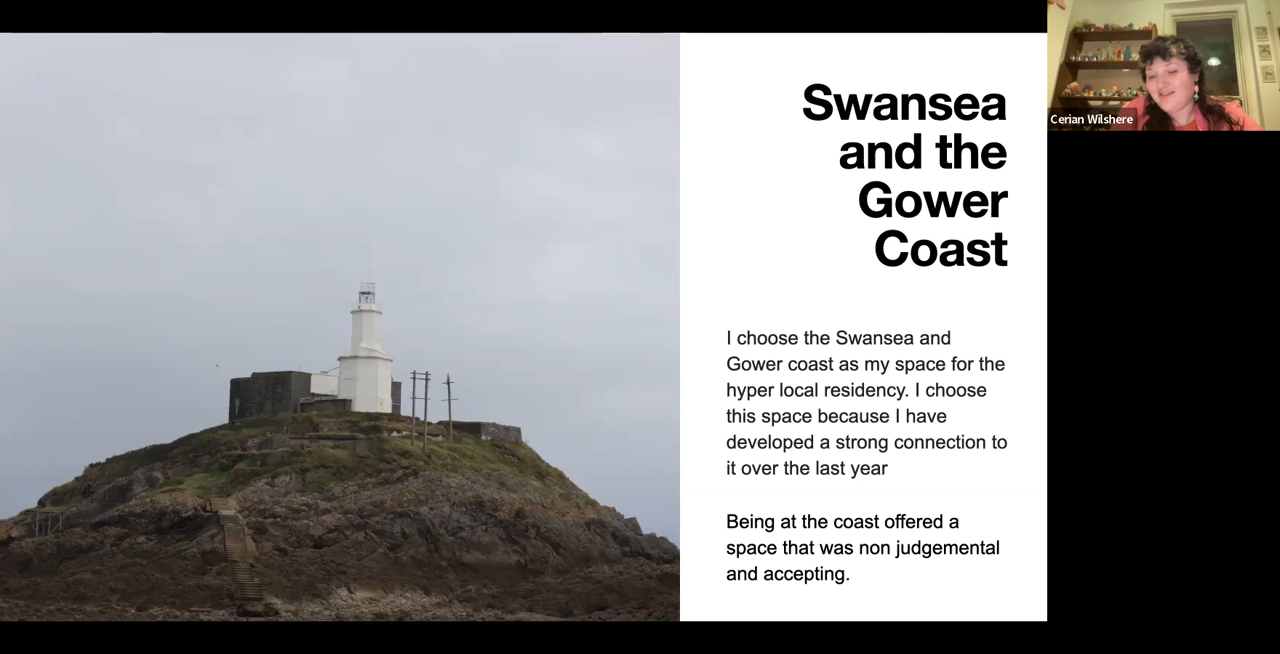 Swansea
and the
Gower
Coast
I choose the Swansea and
Gower coast as my space for the
hyper local residency. I choose
this space because I have
developed a strong connection to
it over the last year
Being at the coast offered a
space that was non judgemental
and accepting.
Cerian Wilshere